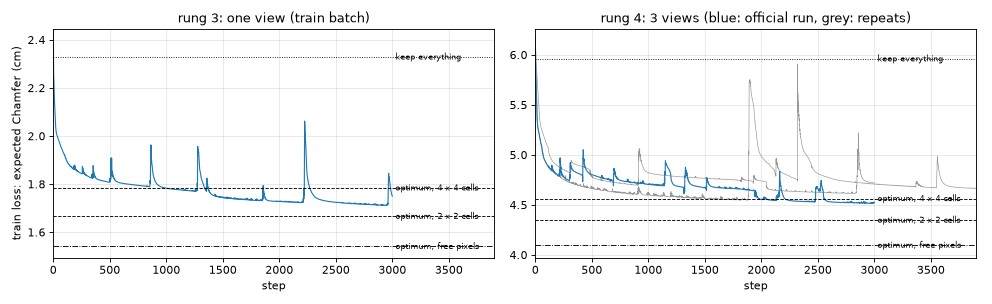 rung 3: one view (train batch)
train loss: expected Chamfer (cm)
2.4
2.2
2.0
1.8
1.6
keep everything
optimum, 4 × 4 cells
optimum, 2 × 2 cells
optimum, free pixels
0 500 1000 1500 2000 2500 3000 3500
step
rung 4: 3 views (blue: official run, grey: repeats)
6.0
5.5
5.0
4.5
4.0
keep everything
optimum, 4 × 4 cells
optimum, 2 × 2 cells
optimum, free pixels
0 500 1000 1500 2000 2500 3000 3500
step